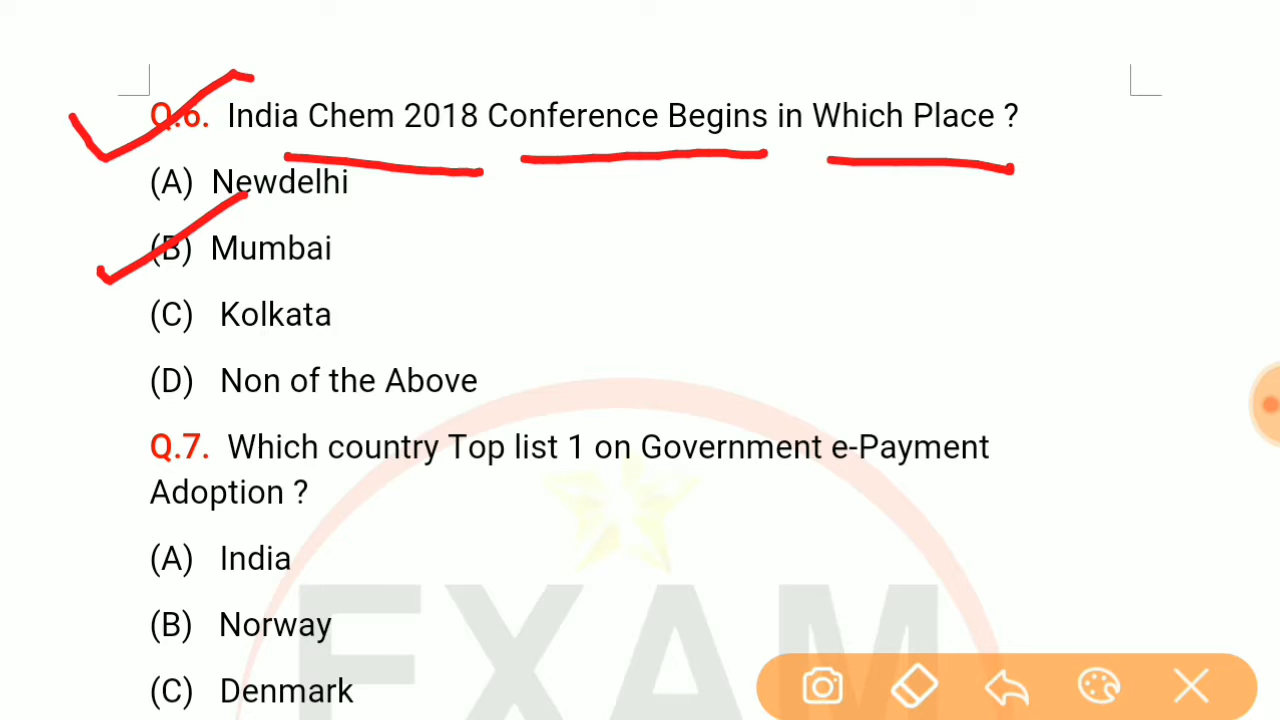 Q.6. India Chem 2018 Conference Begins in Which Place ?
(A) Newdelhi
(B) Mumbai
(C) Kolkata
(D) Non of the Above
Q.7. Which country Top list 1 on Government e-Payment
Adoption ?
(A) India
(B) Norway
(C) Denmark
EXAM